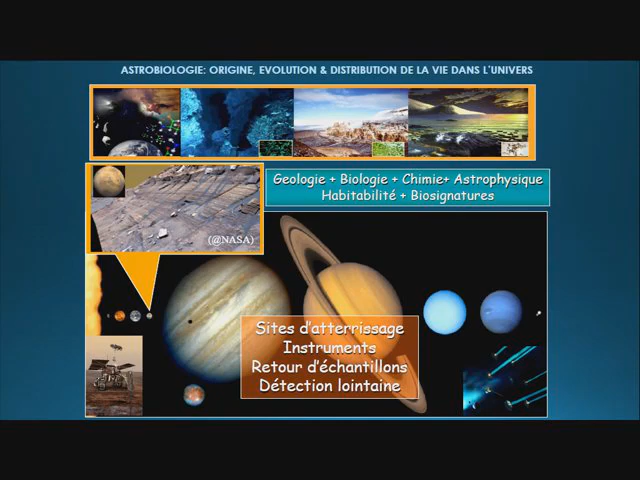 ASTROBIOLOGIE: ORIGINE, EVOLUTION & DISTRIBUTION DE LA VIE DANS L'UNIVERS
Geologie + Biologie + Chimie+ Astrophysique
Habitabilité + Biosignatures
(@NASA)
Sites d'atterrissage
Instruments
Retour d'échantillons
Détection lointaine